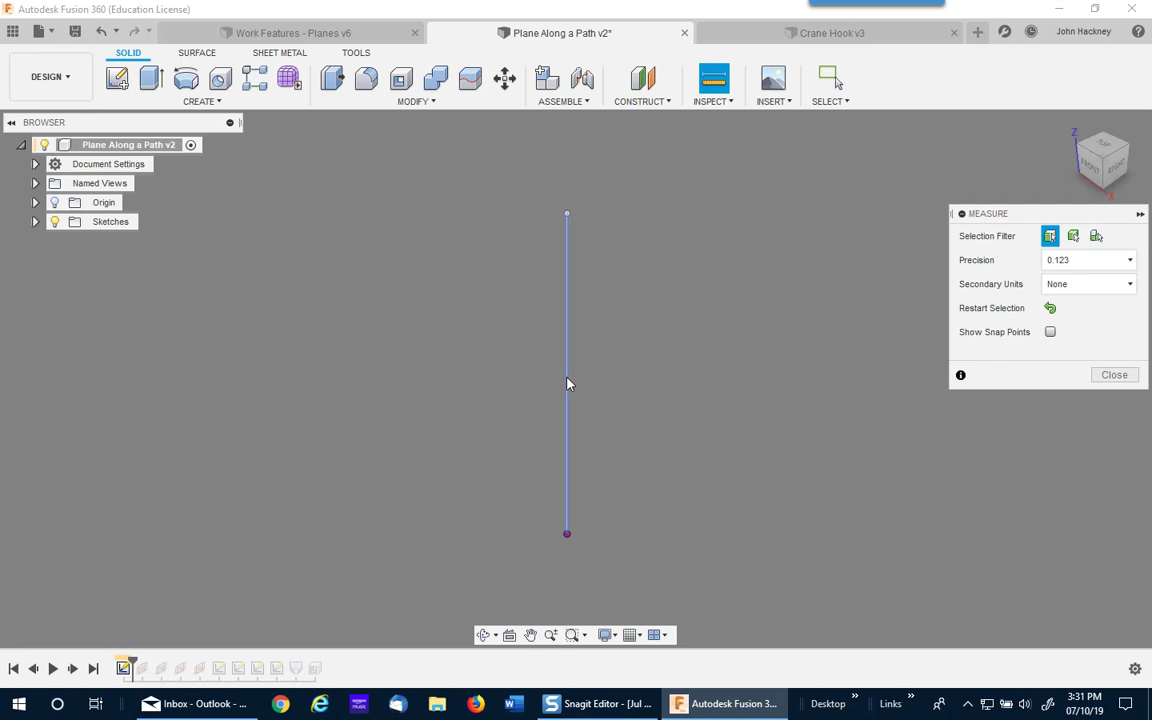 Autodesk Fusion 360 (Education License)
Work Features - Planes v6
Plane Along a Path v2*
Crane Hook v3
John Hackney
SOLID
SURFACE
SHEET METAL
TOOLS
DESIGN
CREATE
MODIFY
ASSEMBLE
CONSTRUCT
INSPECT
INSERT
SELECT
BROWSER
Plane Along a Path v2
Document Settings
Named Views
Origin
Sketches
Z
TOP
FRONT
RIGHT
X
MEASURE
Selection Filter
Precision
0.123
Secondary Units
None
Restart Selection
Show Snap Points
Close
Inbox - Outlook - ...
Snagit Editor - [Jul ...
Autodesk Fusion 3...
Desktop
Links
3:31 PM
07/10/19